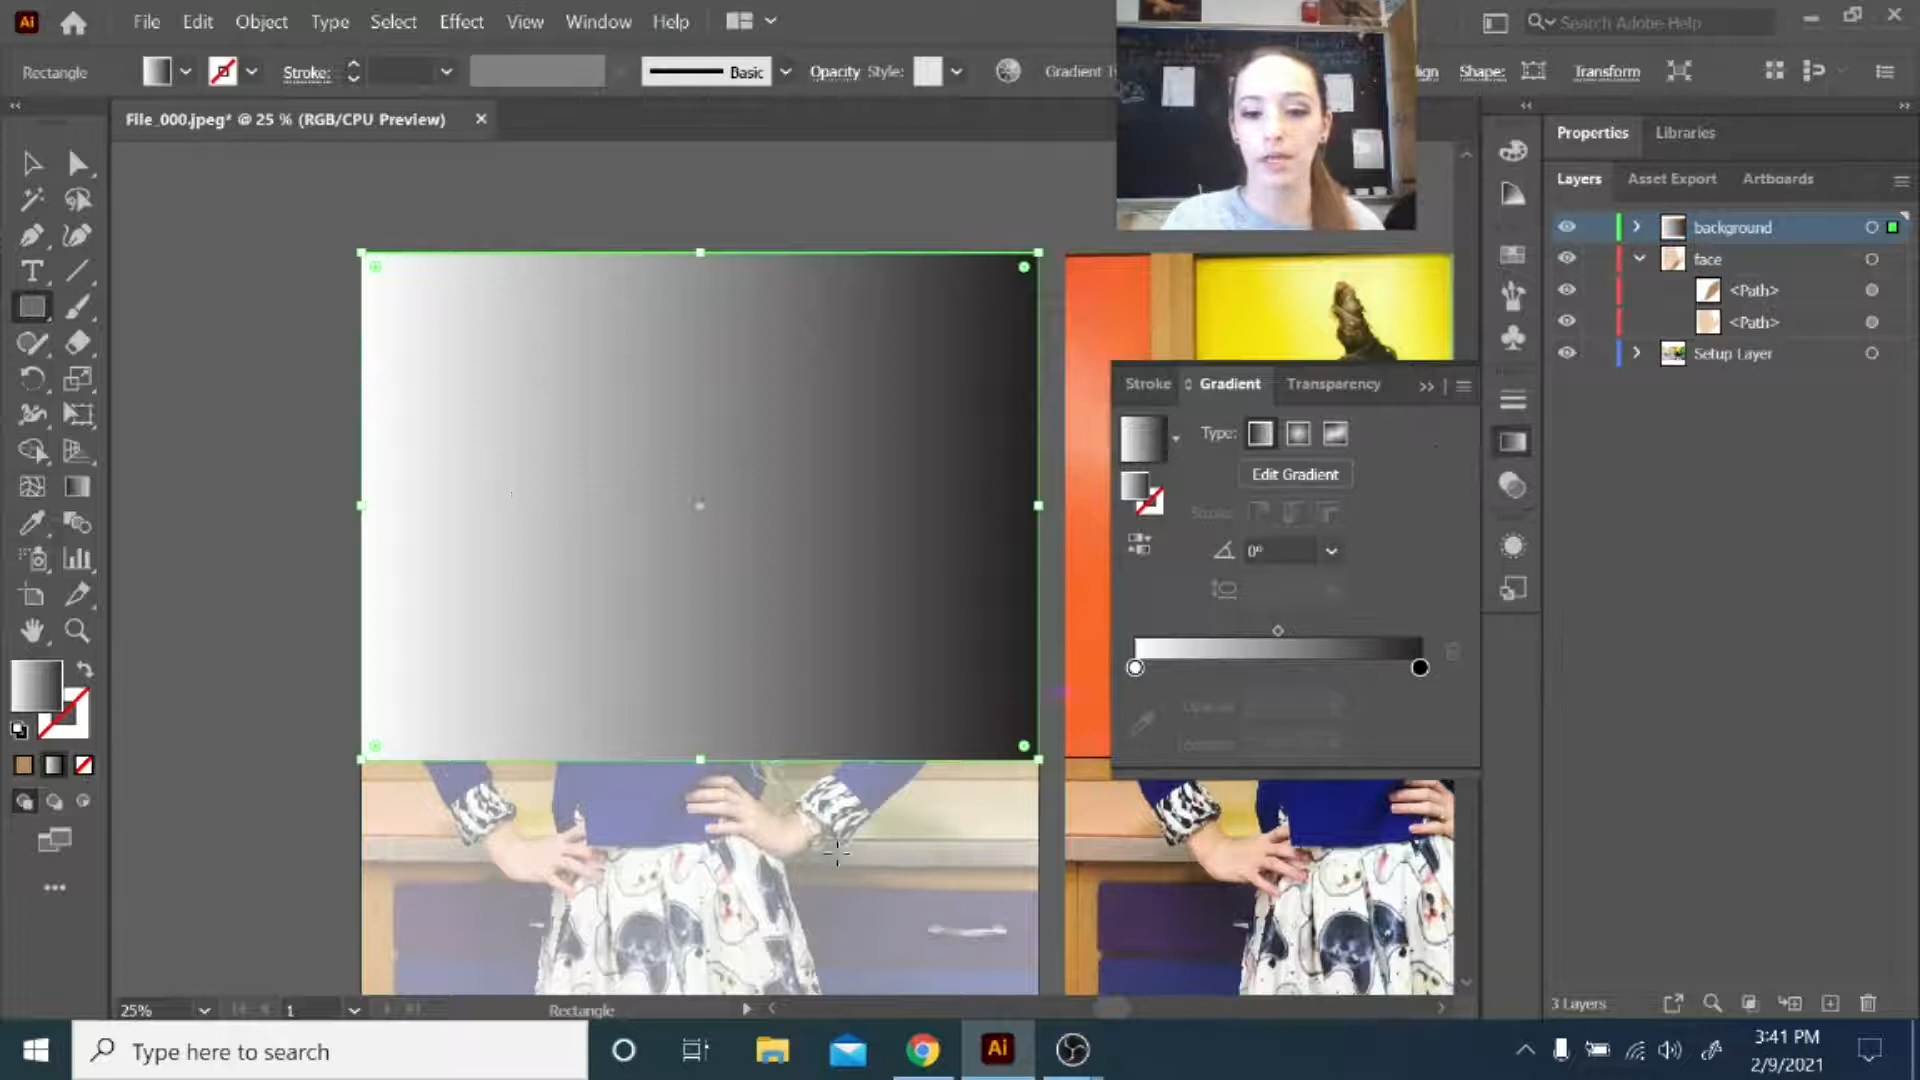 Ai File Edit Object Type Select Effect View Window Help Search Adobe Help
Rectangle Stroke: Basic Opacity Style: Shape: Transform
File_000.jpeg* @ 25 % (RGB/CPU Preview)
Properties Libraries
Layers Asset Export Artboards
background
face
<Path>
<Path>
Setup Layer
Stroke Gradient Transparency
Type:
Edit Gradient
Stroke:
0°
25% 1 Rectangle
3 Layers
Type here to search
Ai
3:41 PM
2/9/2021